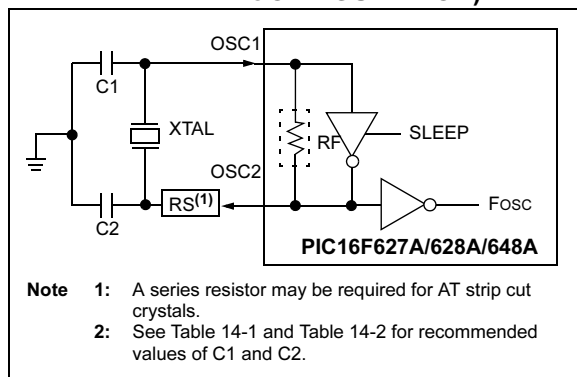 OSC1
C1
XTAL
RF
SLEEP
OSC2
RS(1)
C2
FOSC
PIC16F627A/628A/648A
Note 1: A series resistor may be required for AT strip cut
crystals.
2: See Table 14-1 and Table 14-2 for recommended
values of C1 and C2.